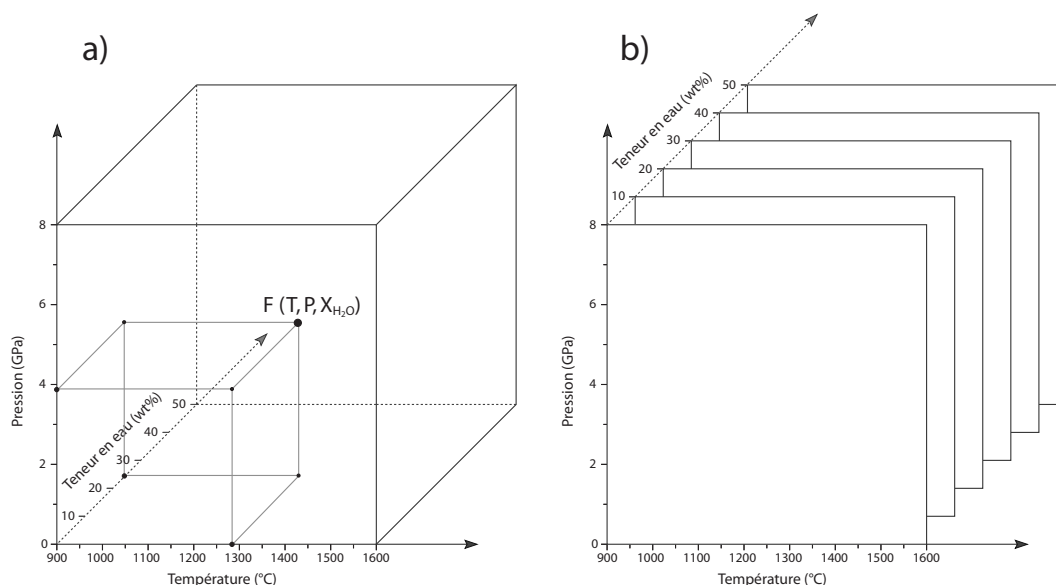 a)
F (T, P, XH₂O)
Pression (GPa)
8
6
4
2
0
Teneur en eau (wt%)
50
40
30
20
10
900 1000 1100 1200 1300 1400 1500 1600
Température (°C)
b)
Teneur en eau (wt%)
50
40
30
20
10
Pression (GPa)
8
6
4
2
0
900 1000 1100 1200 1300 1400 1500 1600
Température (°C)